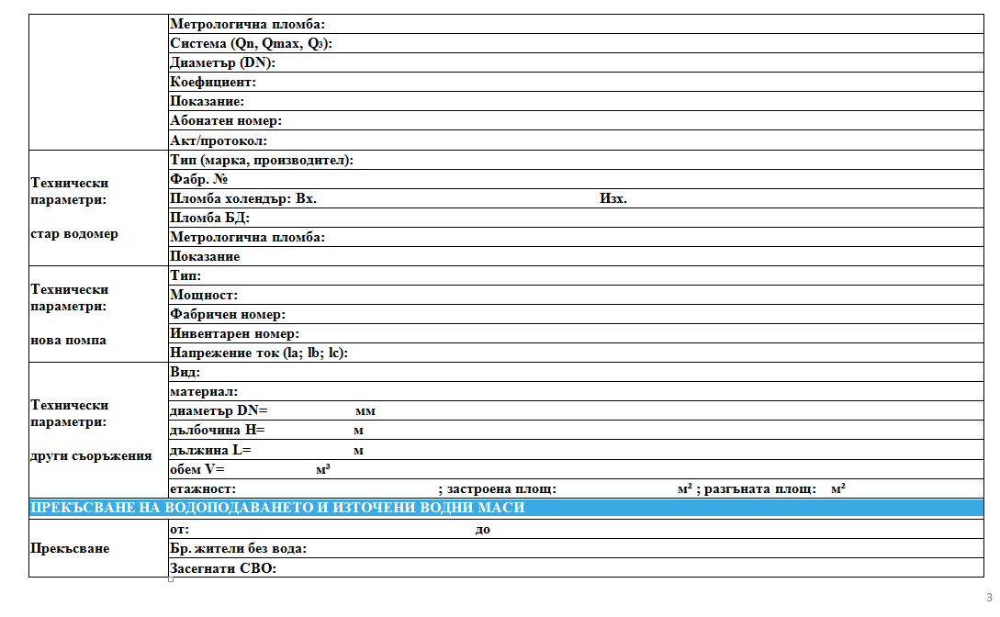 Метрологична пломба:
Система (Qn, Qmax, Q₃):
Диаметър (DN):
Коефициент:
Показание:
Абонатен номер:
Акт/протокол:
Технически параметри:
стар водомер
Тип (марка, производител):
Фабр. №
Пломба холендър: Вх. Изх.
Пломба БД:
Метрологична пломба:
Показание
Технически параметри:
нова помпа
Тип:
Мощност:
Фабричен номер:
Инвентарен номер:
Напрежение ток (la; lb; lc):
Технически параметри:
други съоръжения
Вид:
материал:
диаметър DN= мм
дълбочина H= м
дължина L= м
обем V= м³
етажност: ; застроена площ: м² ; разгъната площ: м²
ПРЕКЪСВАНЕ НА ВОДОПОДАВАНЕТО И ИЗТОЧЕНИ ВОДНИ МАСИ
Прекъсване
от: до
Бр. жители без вода:
Засегнати СВО:
3